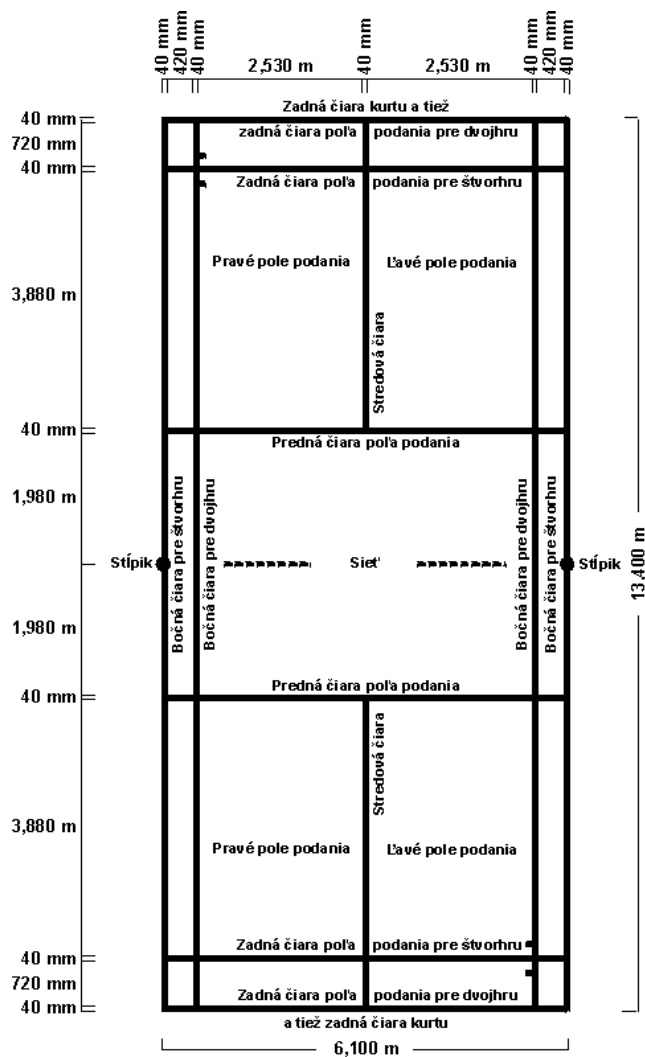 40 mm
420 mm
40 mm
2,530 m
40 mm
2,530 m
40 mm
420 mm
40 mm
Zadná čiara kurtu a tiež
40 mm
zadná čiara poľa podania pre dvojhru
720 mm
40 mm
Zadná čiara poľa podania pre štvorhru
Pravé pole podania
Ľavé pole podania
3,880 m
Stredová čiara
40 mm
Predná čiara poľa podania
1,980 m
Bočná čiara pre štvorhru
Bočná čiara pre dvojhru
Bočná čiara pre dvojhru
Bočná čiara pre štvorhru
Stĺpik
Sieť
Stĺpik
13,400 m
1,980 m
40 mm
Predná čiara poľa podania
Stredová čiara
3,880 m
Pravé pole podania
Ľavé pole podania
40 mm
Zadná čiara poľa podania pre štvorhru
720 mm
Zadná čiara poľa podania pre dvojhru
40 mm
a tiež zadná čiara kurtu
6,100 m